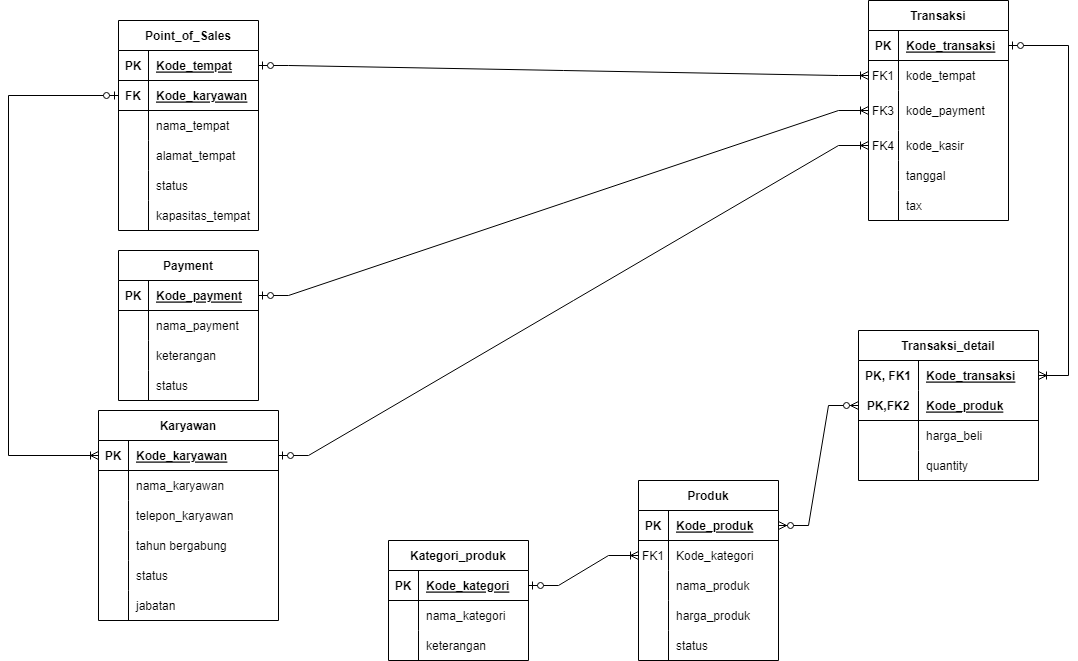 Point_of_Sales
PK Kode_tempat
FK Kode_karyawan
nama_tempat
alamat_tempat
status
kapasitas_tempat
Transaksi
PK Kode_transaksi
FK1 kode_tempat
FK3 kode_payment
FK4 kode_kasir
tanggal
tax
Payment
PK Kode_payment
nama_payment
keterangan
status
Karyawan
PK Kode_karyawan
nama_karyawan
telepon_karyawan
tahun bergabung
status
jabatan
Transaksi_detail
PK, FK1 Kode_transaksi
PK,FK2 Kode_produk
harga_beli
quantity
Kategori_produk
PK Kode_kategori
nama_kategori
keterangan
Produk
PK Kode_produk
FK1 Kode_kategori
nama_produk
harga_produk
status